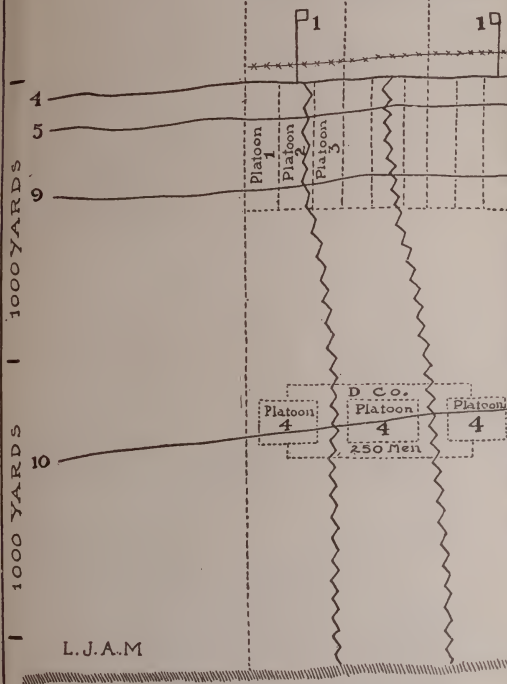 1
1
4
5
9
Platoon 1
Platoon 2
Platoon 3
1000 YARDS
D Co.
Platoon
4
Platoon
4
Platoon
4
250 Men
10
1000 YARDS
L.J.A.M